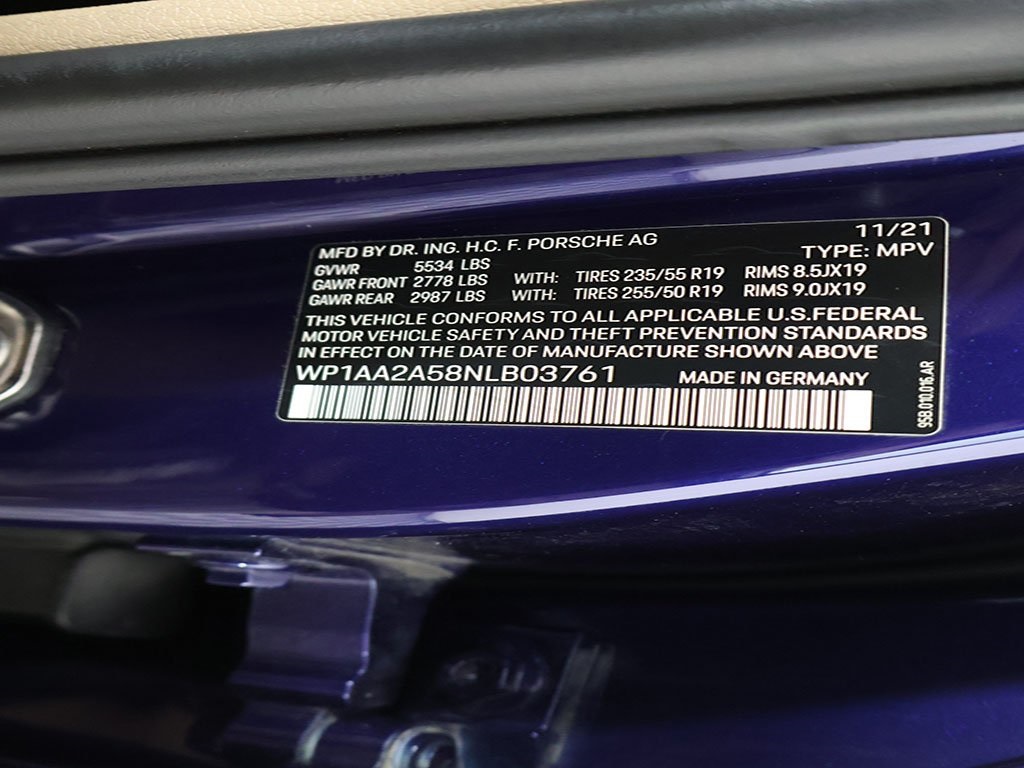 MFD BY DR. ING. H.C. F. PORSCHE AG 11/21
TYPE: MPV
GVWR 5534 LBS
GAWR FRONT 2778 LBS WITH: TIRES 235/55 R19 RIMS 8.5JX19
GAWR REAR 2987 LBS WITH: TIRES 255/50 R19 RIMS 9.0JX19
THIS VEHICLE CONFORMS TO ALL APPLICABLE U.S.FEDERAL
MOTOR VEHICLE SAFETY AND THEFT PREVENTION STANDARDS
IN EFFECT ON THE DATE OF MANUFACTURE SHOWN ABOVE
WP1AA2A58NLB03761 MADE IN GERMANY
95B.010.016.AR